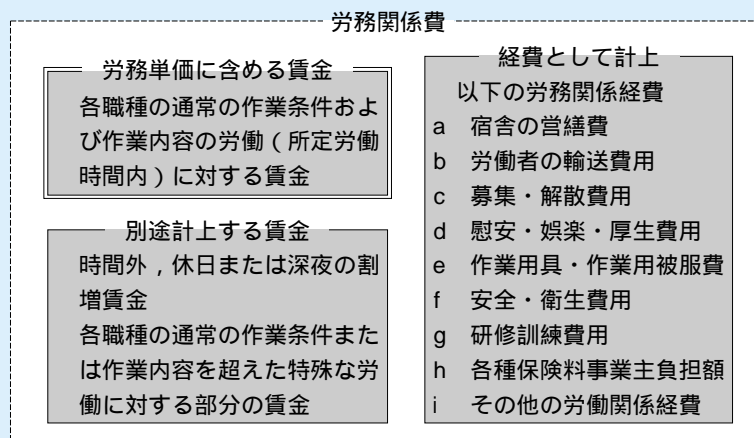 労務関係費
労務単価に含める賃金
各職種の通常の作業条件およ
び作業内容の労働（所定労働
時間内）に対する賃金
別途計上する賃金
時間外，休日または深夜の割
増賃金
各職種の通常の作業条件また
は作業内容を超えた特殊な労
働に対する部分の賃金
経費として計上
以下の労務関係経費
a 宿舎の営繕費
b 労働者の輸送費用
c 募集・解散費用
d 慰安・娯楽・厚生費用
e 作業用具・作業用被服費
f 安全・衛生費用
g 研修訓練費用
h 各種保険料事業主負担額
i その他の労働関係経費